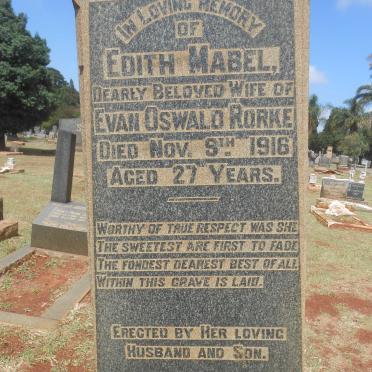 IN LOVING MEMORY
OF
EDITH MABEL,
DEARLY BELOVED WIFE OF
EVAN OSWALD RORKE
DIED NOV. 9TH 1916
AGED 27 YEARS.
WORTHY OF TRUE RESPECT WAS SHE
THE SWEETEST ARE FIRST TO FADE
THE FONDEST DEAREST BEST OF ALL
WITHIN THIS GRAVE IS LAID.
ERECTED BY HER LOVING
HUSBAND AND SON.